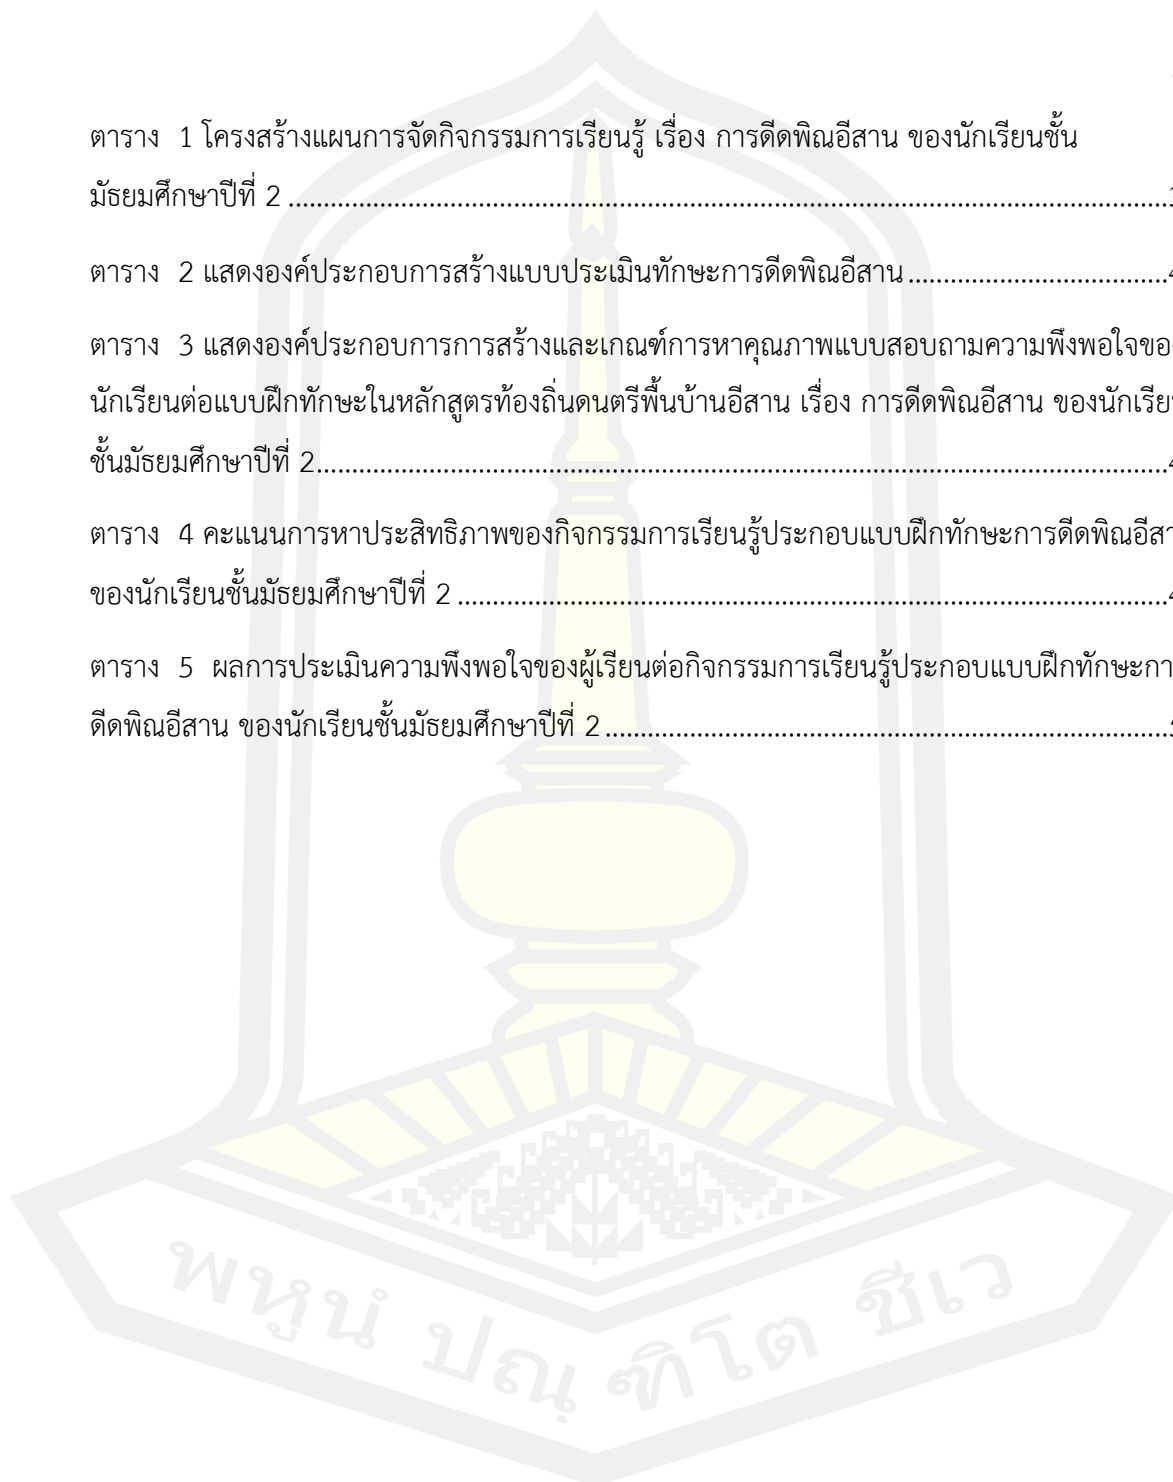 ตาราง 1 โครงสร้างแผนการจัดกิจกรรมการเรียนรู้ เรื่อง การดีดพิณอีสาน ของนักเรียนชั้น
มัธยมศึกษาปีที่ 2
ตาราง 2 แสดงองค์ประกอบการสร้างแบบประเมินทักษะการดีดพิณอีสาน
ตาราง 3 แสดงองค์ประกอบการการสร้างและเกณฑ์การหาคุณภาพแบบสอบถามความพึงพอใจของ
นักเรียนต่อแบบฝึกทักษะในหลักสูตรท้องถิ่นดนตรีพื้นบ้านอีสาน เรื่อง การดีดพิณอีสาน ของนักเรียน
ชั้นมัธยมศึกษาปีที่ 2
ตาราง 4 คะแนนการหาประสิทธิภาพของกิจกรรมการเรียนรู้ประกอบแบบฝึกทักษะการดีดพิณอีสาน
ของนักเรียนชั้นมัธยมศึกษาปีที่ 2
ตาราง 5 ผลการประเมินความพึงพอใจของผู้เรียนต่อกิจกรรมการเรียนรู้ประกอบแบบฝึกทักษะกา
ดีดพิณอีสาน ของนักเรียนชั้นมัธยมศึกษาปีที่ 2
พหูนํ ปณฺฑิโต ชีเว